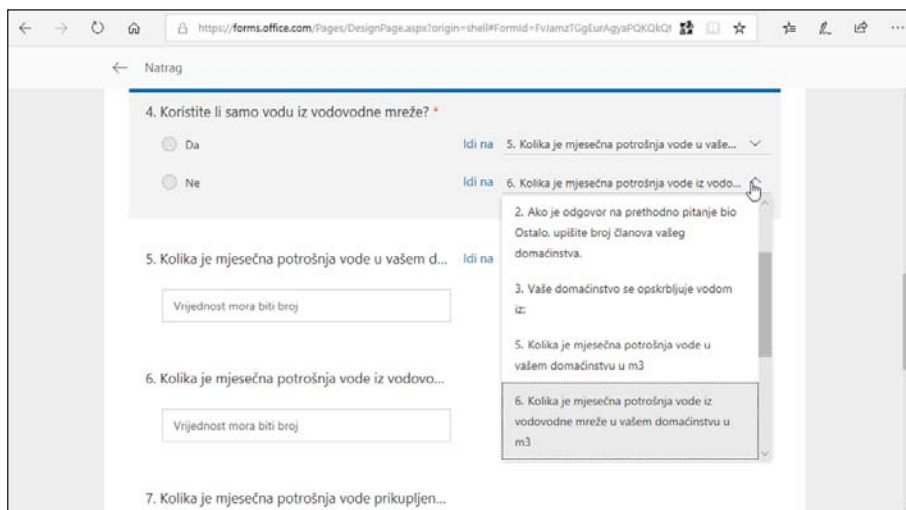 https://forms.office.com/Pages/DesignPage.aspx?origin=shell#FormId=
Natrag
4. Koristite li samo vodu iz vodovodne mreže? *
Da
Idi na
5. Kolika je mjesečna potrošnja vode u vaše...
Ne
Idi na
6. Kolika je mjesečna potrošnja vode iz vodo...
2. Ako je odgovor na prethodno pitanje bio
Ostalo, upišite broj članova vašeg
domaćinstva.
3. Vaše domaćinstvo se opskrbljuje vodom
iz:
5. Kolika je mjesečna potrošnja vode u
vašem domaćinstvu u m3
6. Kolika je mjesečna potrošnja vode iz
vodovodne mreže u vašem domaćinstvu u
m3
5. Kolika je mjesečna potrošnja vode u vašem d...
Idi na
Vrijednost mora biti broj
6. Kolika je mjesečna potrošnja vode iz vodovo...
Vrijednost mora biti broj
7. Kolika je mjesečna potrošnja vode prikupljen...